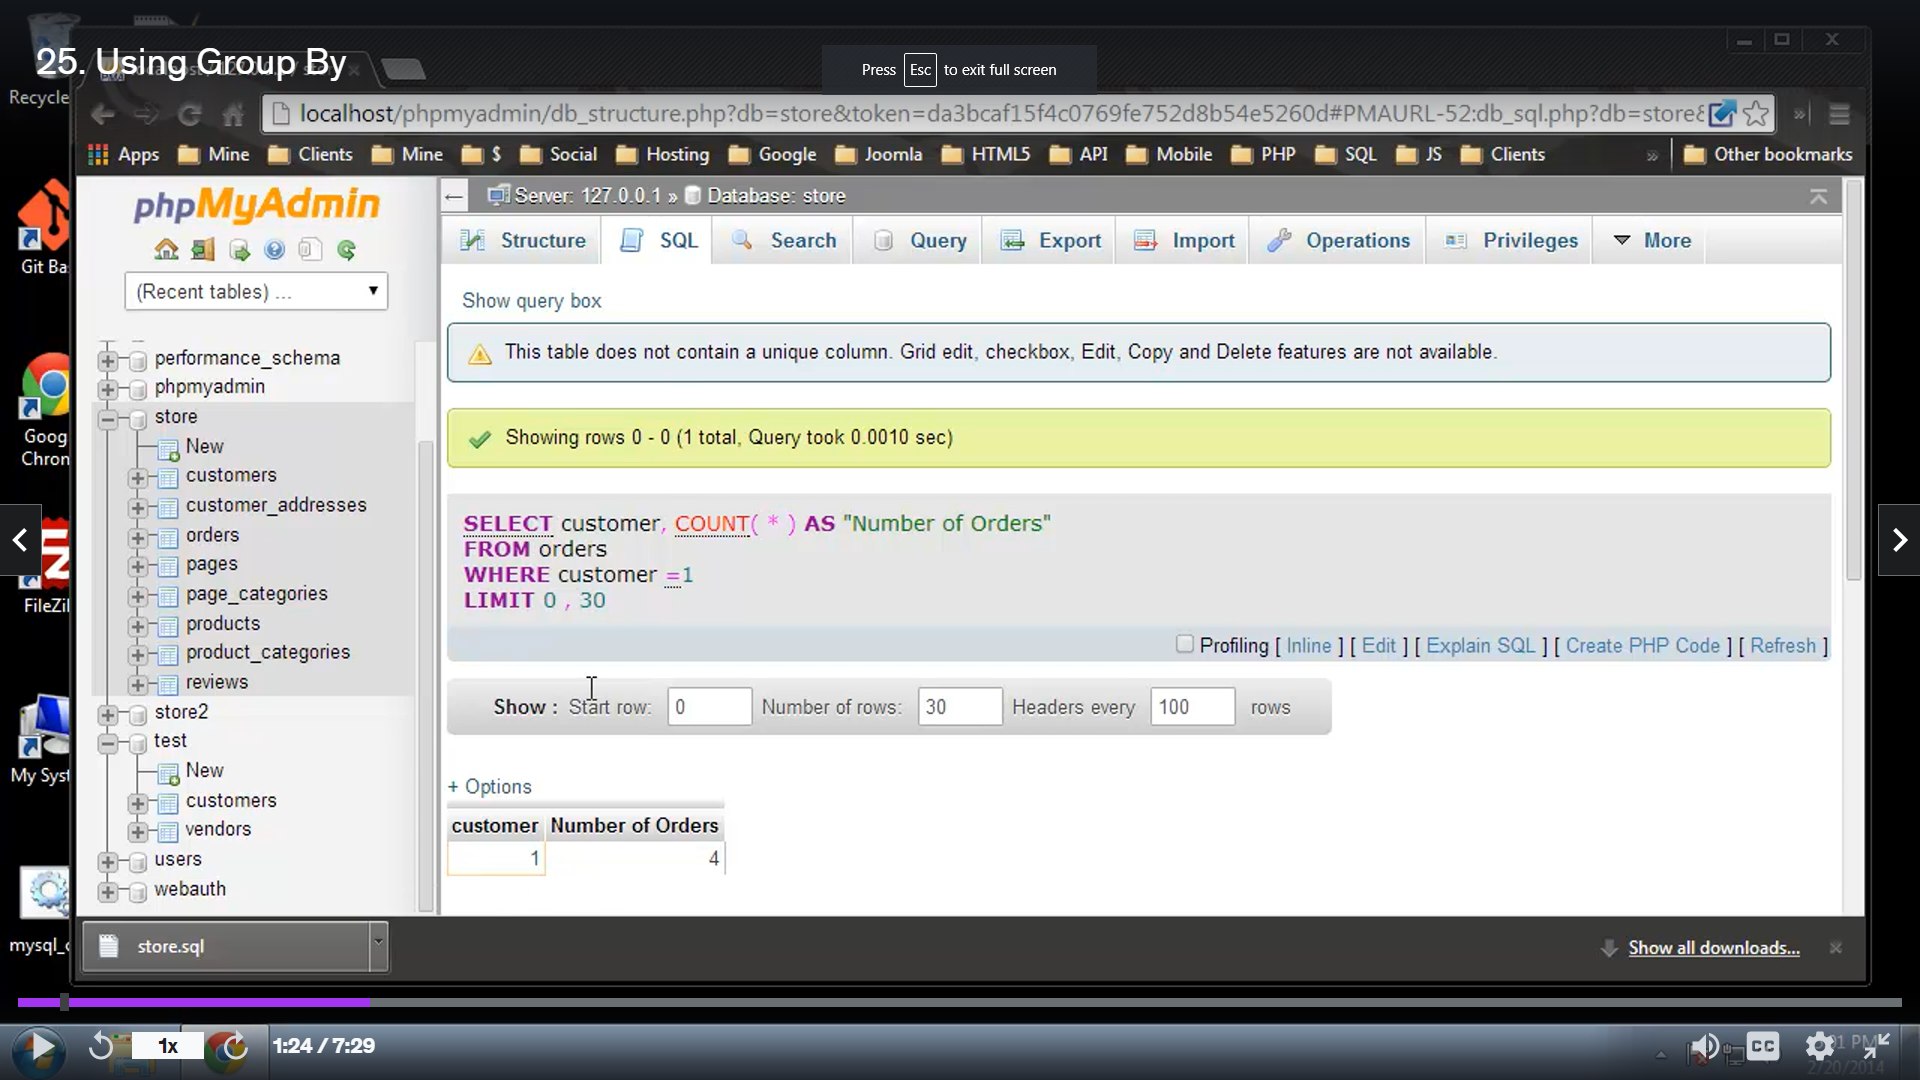 25. Using Group By
Press Esc to exit full screen
Recycle
localhost/phpmyadmin/db_structure.php?db=store&token=da3bcaf15f4c0769fe752d8b54e5260d#PMAURL-52:db_sql.php?db=store&
Apps Mine Clients Mine $ Social Hosting Google Joomla HTML5 API Mobile PHP SQL JS Clients » Other bookmarks
phpMyAdmin
Server: 127.0.0.1 » Database: store
Structure SQL Search Query Export Import Operations Privileges More
(Recent tables) ...
Git Ba
Show query box
This table does not contain a unique column. Grid edit, checkbox, Edit, Copy and Delete features are not available.
performance_schema
phpmyadmin
store
New
customers
customer_addresses
orders
pages
page_categories
products
product_categories
reviews
store2
test
New
customers
vendors
users
webauth
Goog
Chron
FileZi
My Syst
mysql_c
Showing rows 0 - 0 (1 total, Query took 0.0010 sec)
SELECT customer, COUNT( * ) AS "Number of Orders"
FROM orders
WHERE customer =1
LIMIT 0 , 30
Profiling [ Inline ] [ Edit ] [ Explain SQL ] [ Create PHP Code ] [ Refresh ]
Show : Start row: 0 Number of rows: 30 Headers every 100 rows
+ Options
customer Number of Orders
1 4
store.sql
Show all downloads...
1x
1:24 / 7:29
CC
2/20/2014